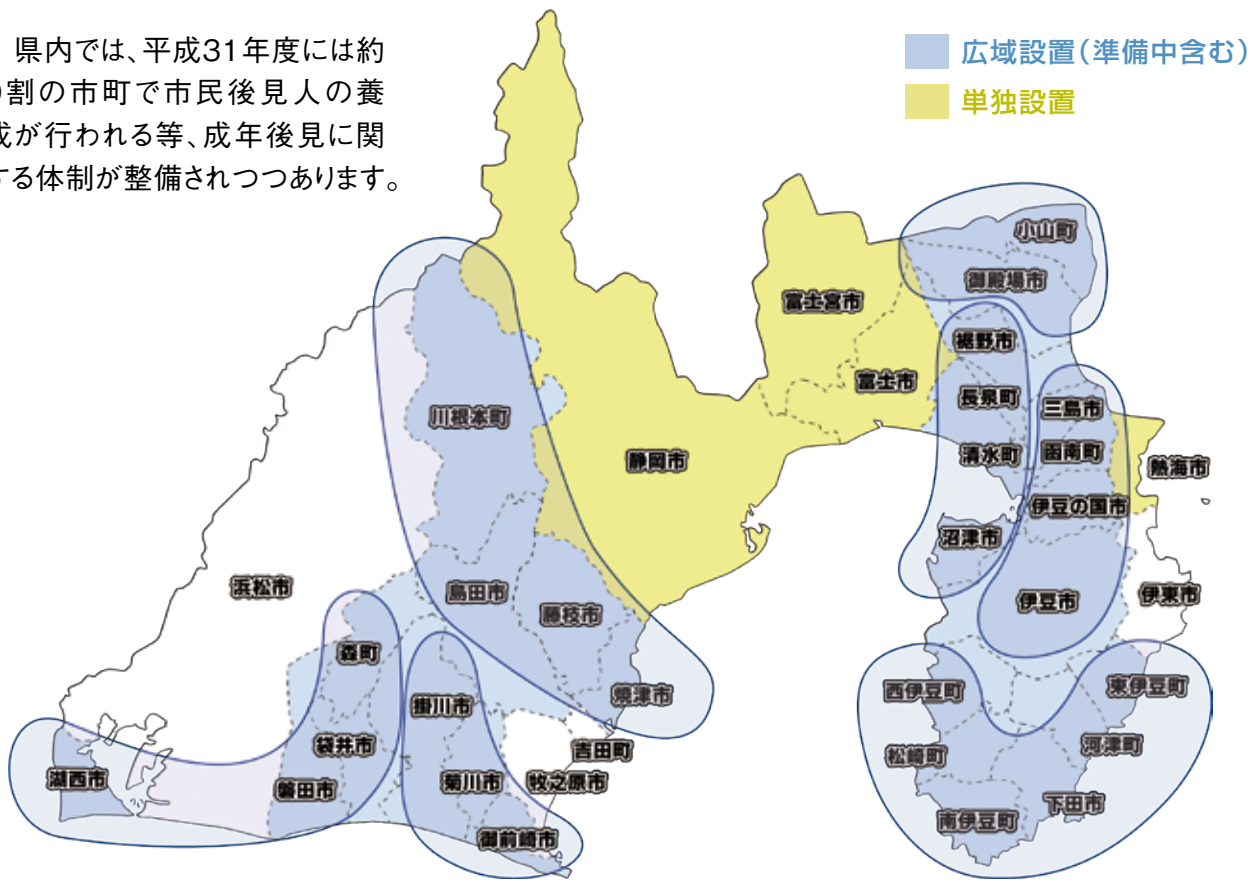 県内では、平成31年度には約
割の市町で市民後見人の養
成が行われる等、成年後見に関
する体制が整備されつつあります。
広域設置(準備中含む)
単独設置
小山町
御殿場市
富士宮市
裾野市
富士市
長泉町
三島市
川根本町
静岡市
清水町
函南町
熱海市
伊豆の国市
沼津市
浜松市
島田市
藤枝市
伊豆市
伊東市
森町
西伊豆町
東伊豆町
焼津市
掛川市
袋井市
吉田町
松崎町
河津町
湖西市
磐田市
菊川市
牧之原市
下田市
南伊豆町
御前崎市